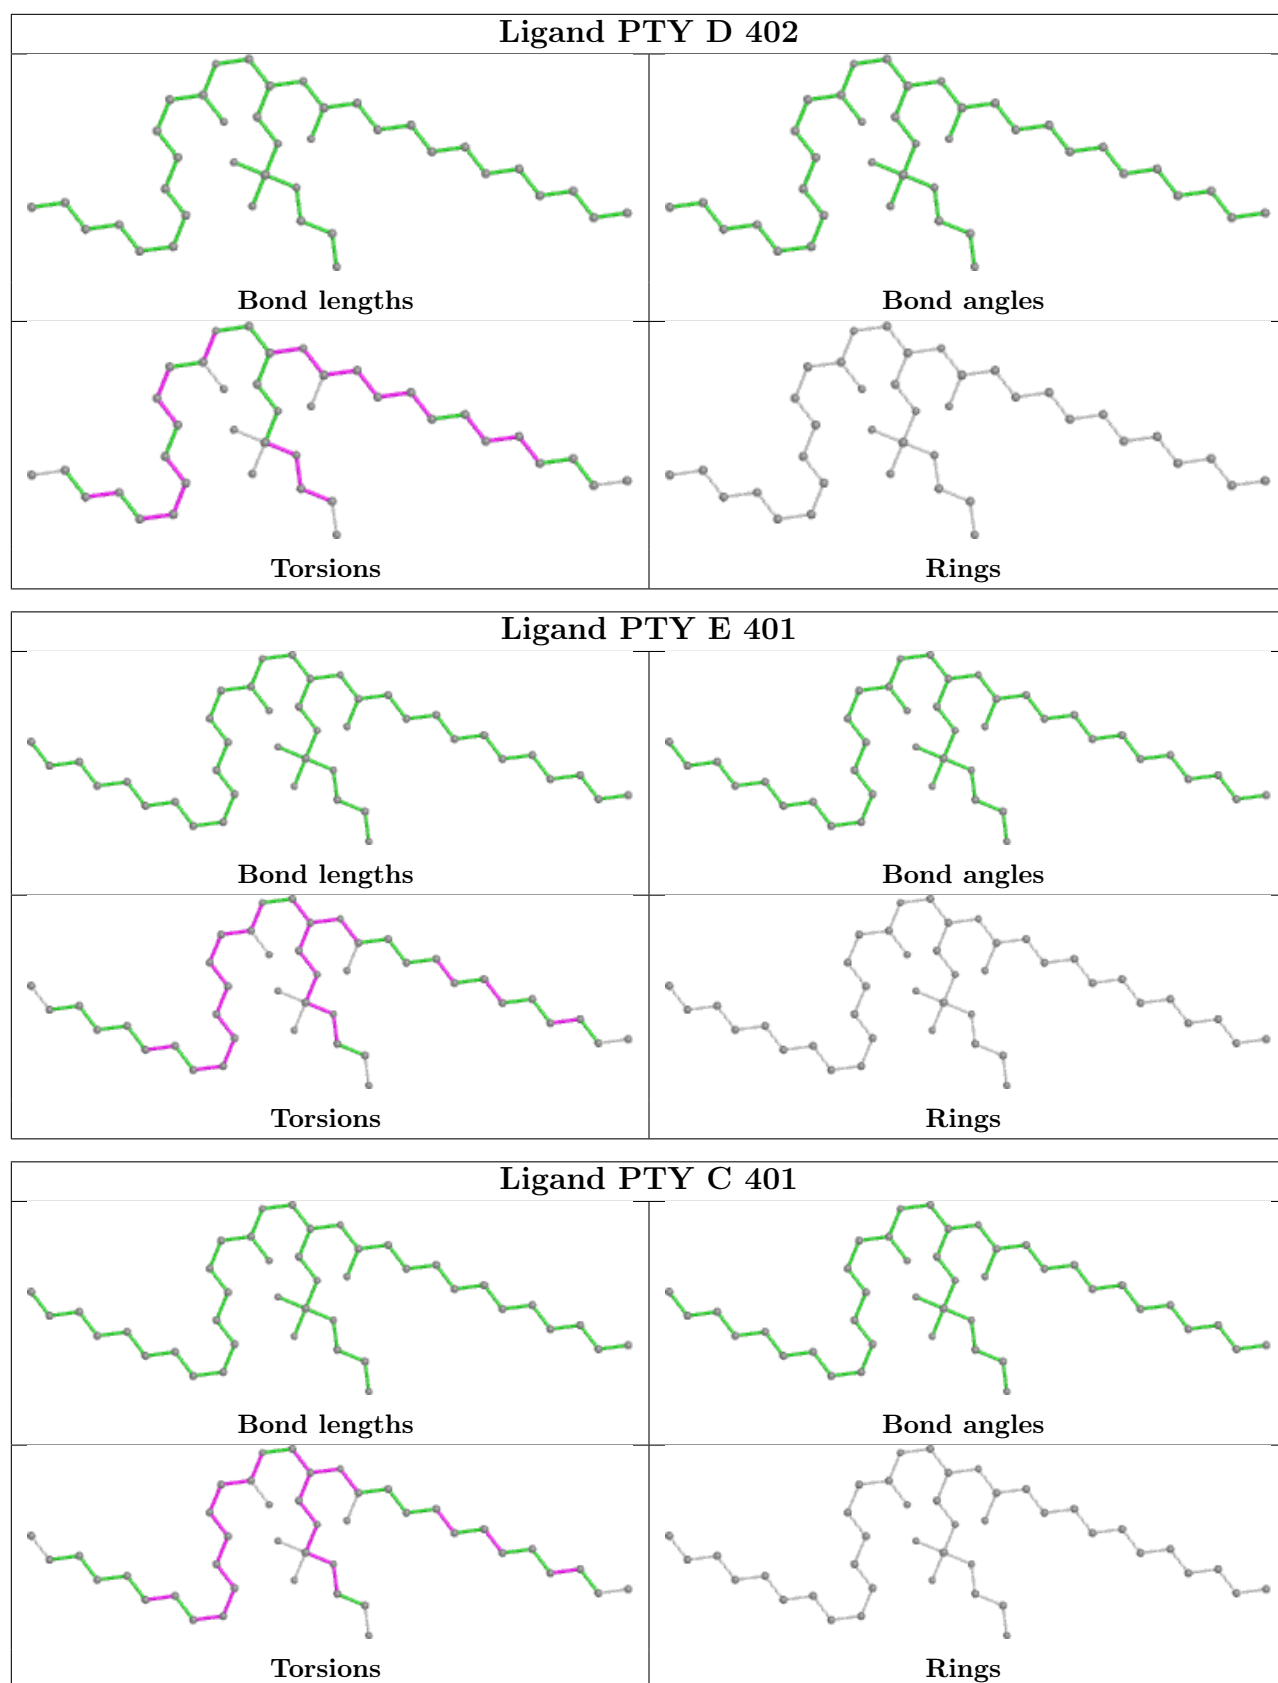 Ligand PTY D 402
Bond lengths
Bond angles
Torsions
Rings
Ligand PTY E 401
Bond lengths
Bond angles
Torsions
Rings
Ligand PTY C 401
Bond lengths
Bond angles
Torsions
Rings